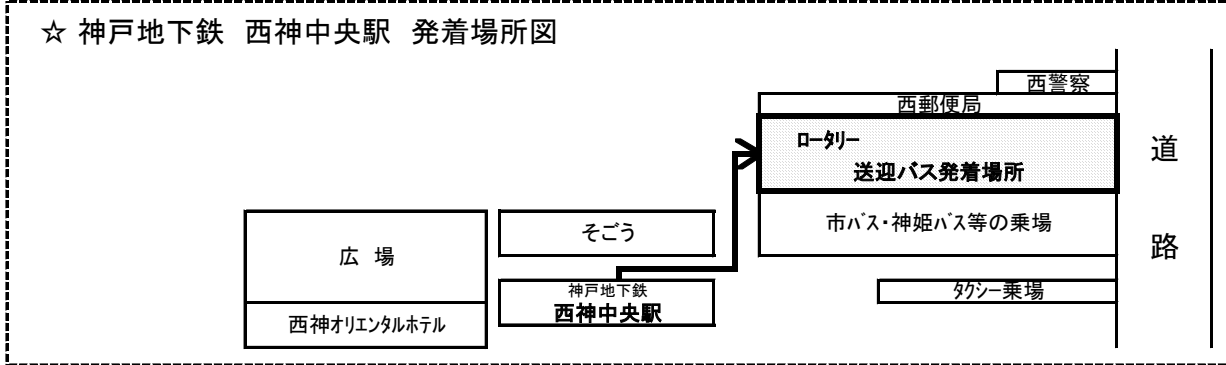 ☆ 神戸地下鉄 西神中央駅 発着場所図
西警察
西郵便局
ﾛｰﾀﾘｰ
送迎バス発着場所
道
路
市ﾊﾞｽ・神姫ﾊﾞｽ等の乗場
そごう
広 場
神戸地下鉄
西神中央駅
ﾀｸｼｰ乗場
西神ｵﾘｴﾝﾀﾙﾎﾃﾙ